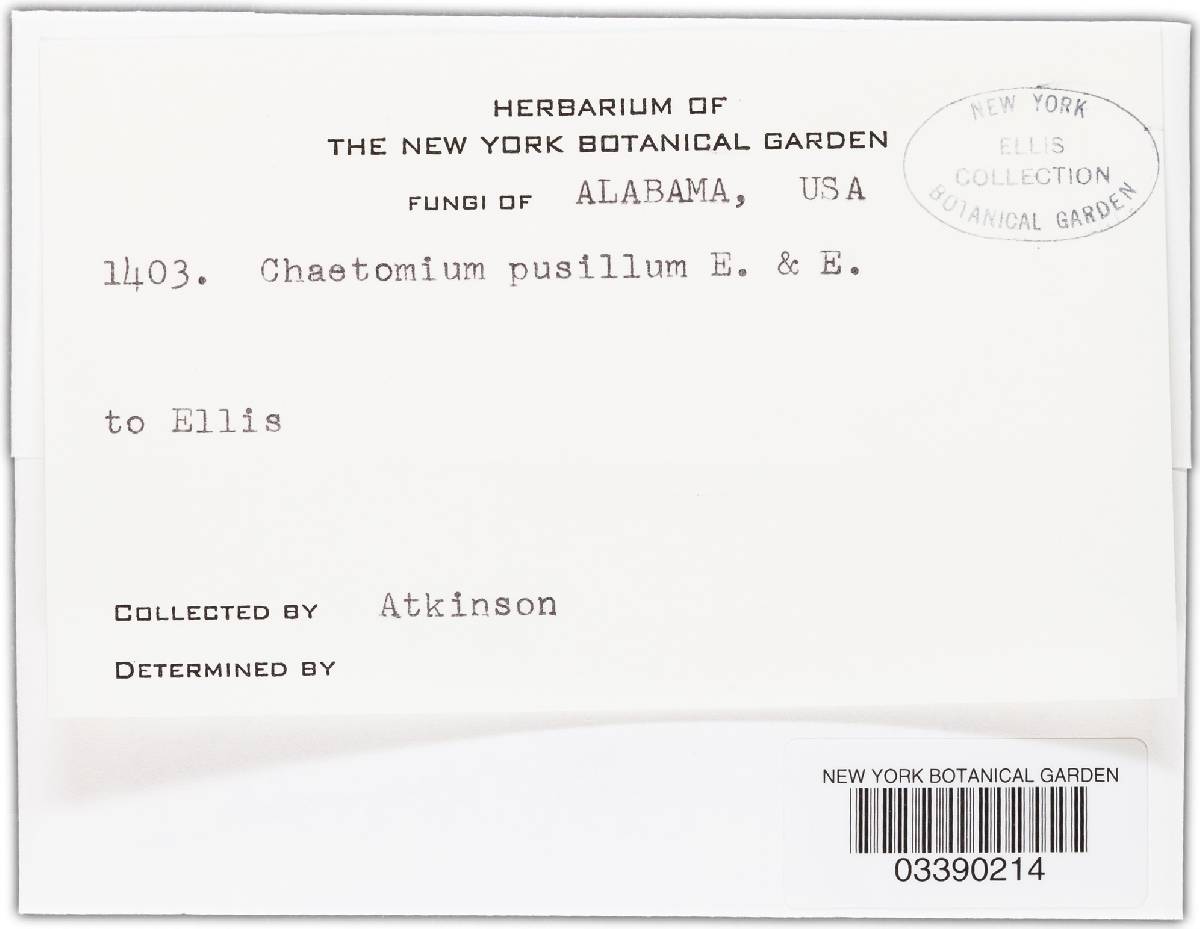 HERBARIUM OF
THE NEW YORK BOTANICAL GARDEN
FUNGI OF ALABAMA, USA
NEW YORK
ELLIS
COLLECTION
BOTANICAL GARDEN
1403. Chaetomium pusillum E. & E.
to Ellis
COLLECTED BY Atkinson
DETERMINED BY
NEW YORK BOTANICAL GARDEN
03390214